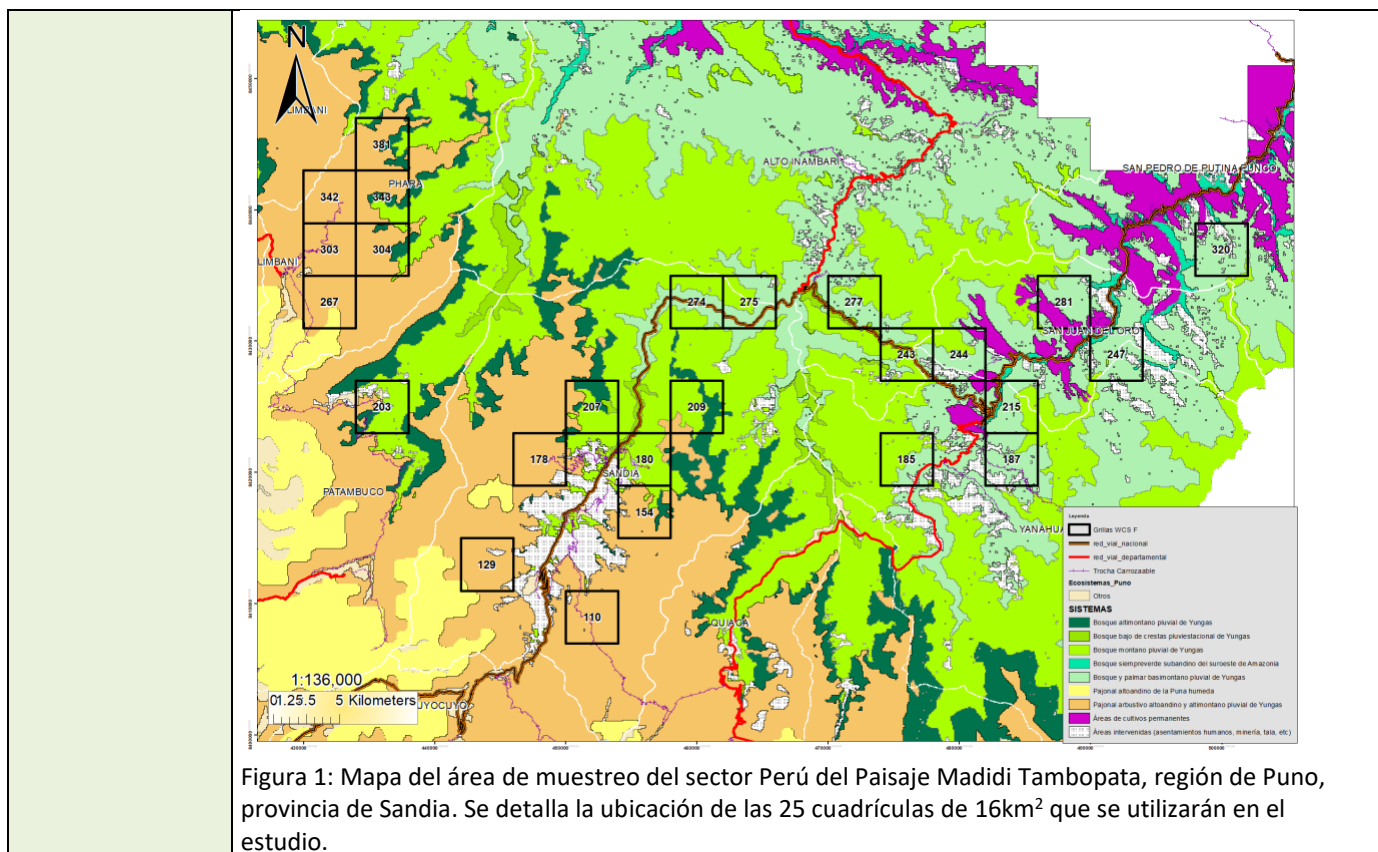 N
LIMBANI
381
PHARA
342
343
303
304
LIMBANI
267
ALTO INAMBARI
SAN PEDRO DE PUTINA PUNCO
320
274
275
277
281
SAN JUAN DEL ORO
243
244
247
203
207
209
215
178
180
SANDIA
185
187
PATAMBUCO
154
YANAHUA
129
110
QUIACA
1:136,000
01.25.5 5 Kilometers
UYOCUYO
Leyenda
Grillas WCS F
red_vial_nacional
red_vial_departamental
Trocha Carrozaable
Ecosistemas_Puno
Otros
SISTEMAS
Bosque altimontano pluvial de Yungas
Bosque bajo de crestas pluviestacional de Yungas
Bosque montano pluvial de Yungas
Bosque siempreverde subandino del suroeste de Amazonia
Bosque y palmar basimontano pluvial de Yungas
Pajonal altoandino de la Puna humeda
Pajonal arbustivo altoandino y altimontano pluvial de Yungas
Áreas de cultivos permanentes
Áreas intervenidas (asentamientos humanos, minería, tala, etc)
Figura 1: Mapa del área de muestreo del sector Perú del Paisaje Madidi Tambopata, región de Puno,
provincia de Sandia. Se detalla la ubicación de las 25 cuadrículas de 16km² que se utilizarán en el
estudio.